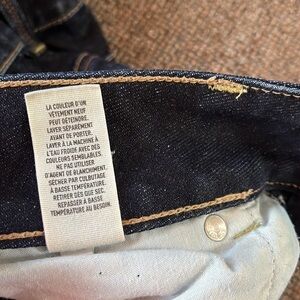 LA COULEUR D'UN
VÊTEMENT NEUF
PEUT DÉTEINDRE.
LAVER SÉPARÉMENT
AVANT DE PORTER.
LAVER À LA MACHINE À
L'EAU FROIDE AVEC DES
COULEURS SEMBLABLES.
NE PAS UTILISER
D'AGENT DE BLANCHIMENT.
SÉCHER PAR CULBUTAGE
À BASSE TEMPÉRATURE.
RETIRER DÈS QUE SEC.
REPASSER À BASSE
TEMPÉRATURE AU BESOIN.